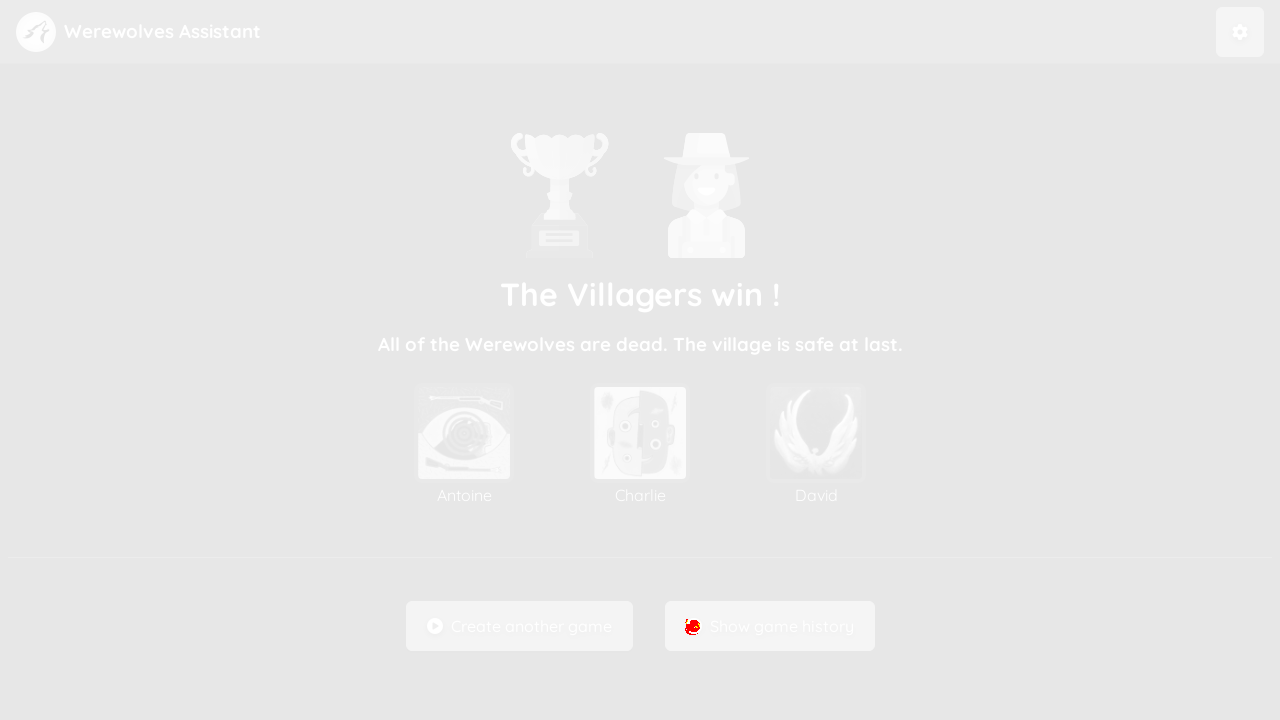 Werewolves Assistant
The Villagers win !
All of the Werewolves are dead. The village is safe at last.
Antoine
Charlie
David
Create another game
Show game history